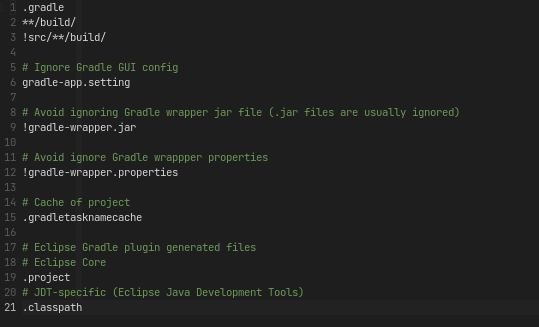 1 .gradle
2 **/build/
3 !src/**/build/
4
5 # Ignore Gradle GUI config
6 gradle-app.setting
7
8 # Avoid ignoring Gradle wrapper jar file (.jar files are usually ignored)
9 !gradle-wrapper.jar
10
11 # Avoid ignore Gradle wrappper properties
12 !gradle-wrapper.properties
13
14 # Cache of project
15 .gradletasknamecache
16
17 # Eclipse Gradle plugin generated files
18 # Eclipse Core
19 .project
20 # JDT-specific (Eclipse Java Development Tools)
21 .classpath